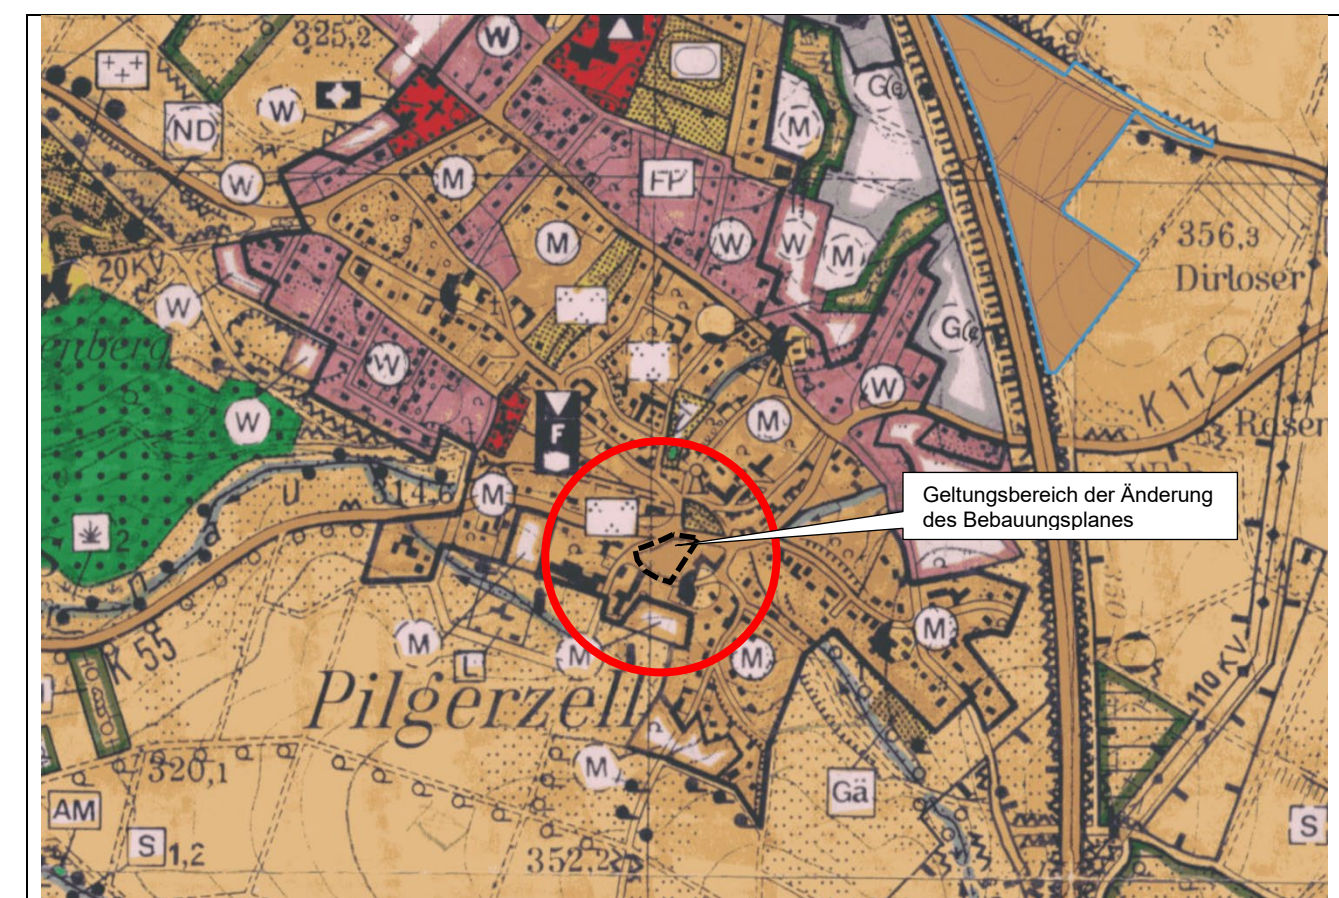 325,2
W
W
ND
W
M
M
FP
W
M
G(e
W
M
356,3
Dirloser
20KV
W
enberg
W
G(e
W
K 17
W
M
F
Geltungsbereich der Änderung
des Bebauungsplanes
314,6
M
2
K 55
M
L
M
M
M
110 KV
Pilgerzell
320,1
M
Gä
AM
S 1,2
S
352,2